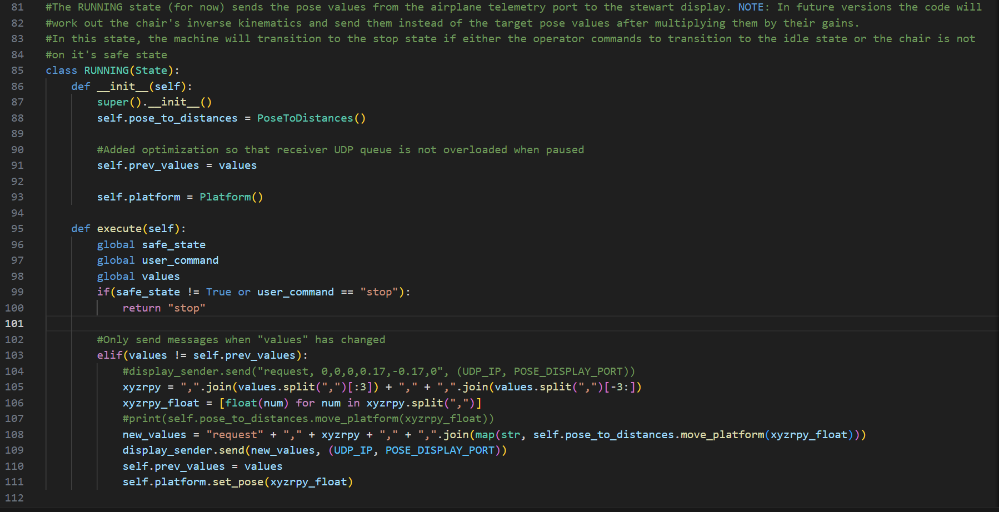 81 #The RUNNING state (for now) sends the pose values from the airplane telemetry port to the stewart display. NOTE: In future versions the code will
82 #work out the chair's inverse kinematics and send them instead of the target pose values after multiplying them by their gains.
83 #In this state, the machine will transition to the stop state if either the operator commands to transition to the idle state or the chair is not
84 #on it's safe state
85 class RUNNING(State):
86     def __init__(self):
87         super().__init__()
88         self.pose_to_distances = PoseToDistances()
89
90         #Added optimization so that receiver UDP queue is not overloaded when paused
91         self.prev_values = values
92
93         self.platform = Platform()
94
95     def execute(self):
96         global safe_state
97         global user_command
98         global values
99         if(safe_state != True or user_command == "stop"):
100             return "stop"
101
102         #Only send messages when "values" has changed
103         elif(values != self.prev_values):
104             #display_sender.send("request, 0,0,0,0.17,-0.17,0", (UDP_IP, POSE_DISPLAY_PORT))
105             xyzrpy = ",".join(values.split(",")[:3]) + "," + ",".join(values.split(",")[-3:])
106             xyzrpy_float = [float(num) for num in xyzrpy.split(",")]
107             #print(self.pose_to_distances.move_platform(xyzrpy_float))
108             new_values = "request" + "," + xyzrpy + "," + ",".join(map(str, self.pose_to_distances.move_platform(xyzrpy_float)))
109             display_sender.send(new_values, (UDP_IP, POSE_DISPLAY_PORT))
110             self.prev_values = values
111             self.platform.set_pose(xyzrpy_float)
112